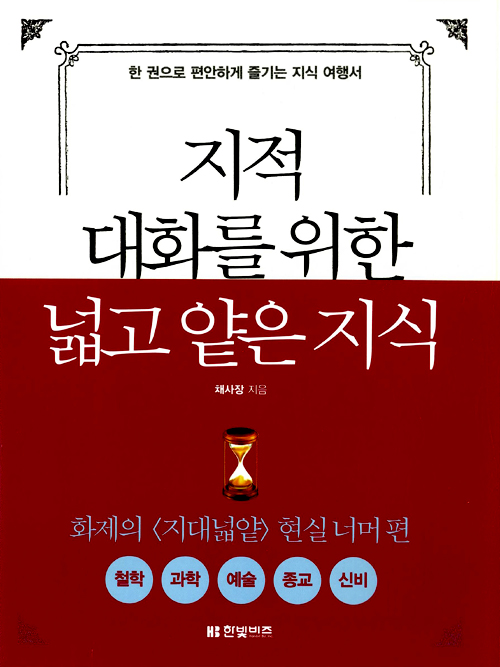 한 권으로 편안하게 즐기는 지식 여행서
지적
대화를 위한
넓고 얕은 지식
채사장 지음
화제의 〈지대넓얕〉 현실 너머 편
철학 과학 예술 종교 신비
HB 한빛비즈